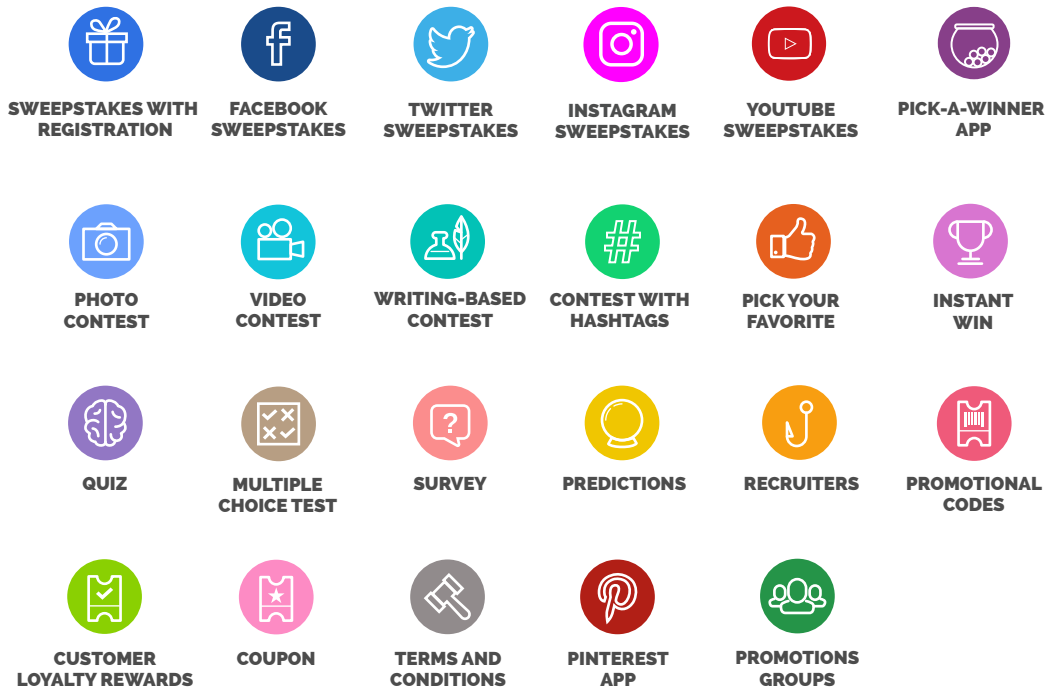 SWEEPSTAKES WITH
REGISTRATION
FACEBOOK
SWEEPSTAKES
TWITTER
SWEEPSTAKES
INSTAGRAM
SWEEPSTAKES
YOUTUBE
SWEEPSTAKES
PICK-A-WINNER
APP
PHOTO
CONTEST
VIDEO
CONTEST
WRITING-BASED
CONTEST
CONTEST WITH
HASHTAGS
PICK YOUR
FAVORITE
INSTANT
WIN
QUIZ
MULTIPLE
CHOICE TEST
SURVEY
PREDICTIONS
RECRUITERS
PROMOTIONAL
CODES
CUSTOMER
LOYALTY REWARDS
COUPON
TERMS AND
CONDITIONS
PINTEREST
APP
PROMOTIONS
GROUPS